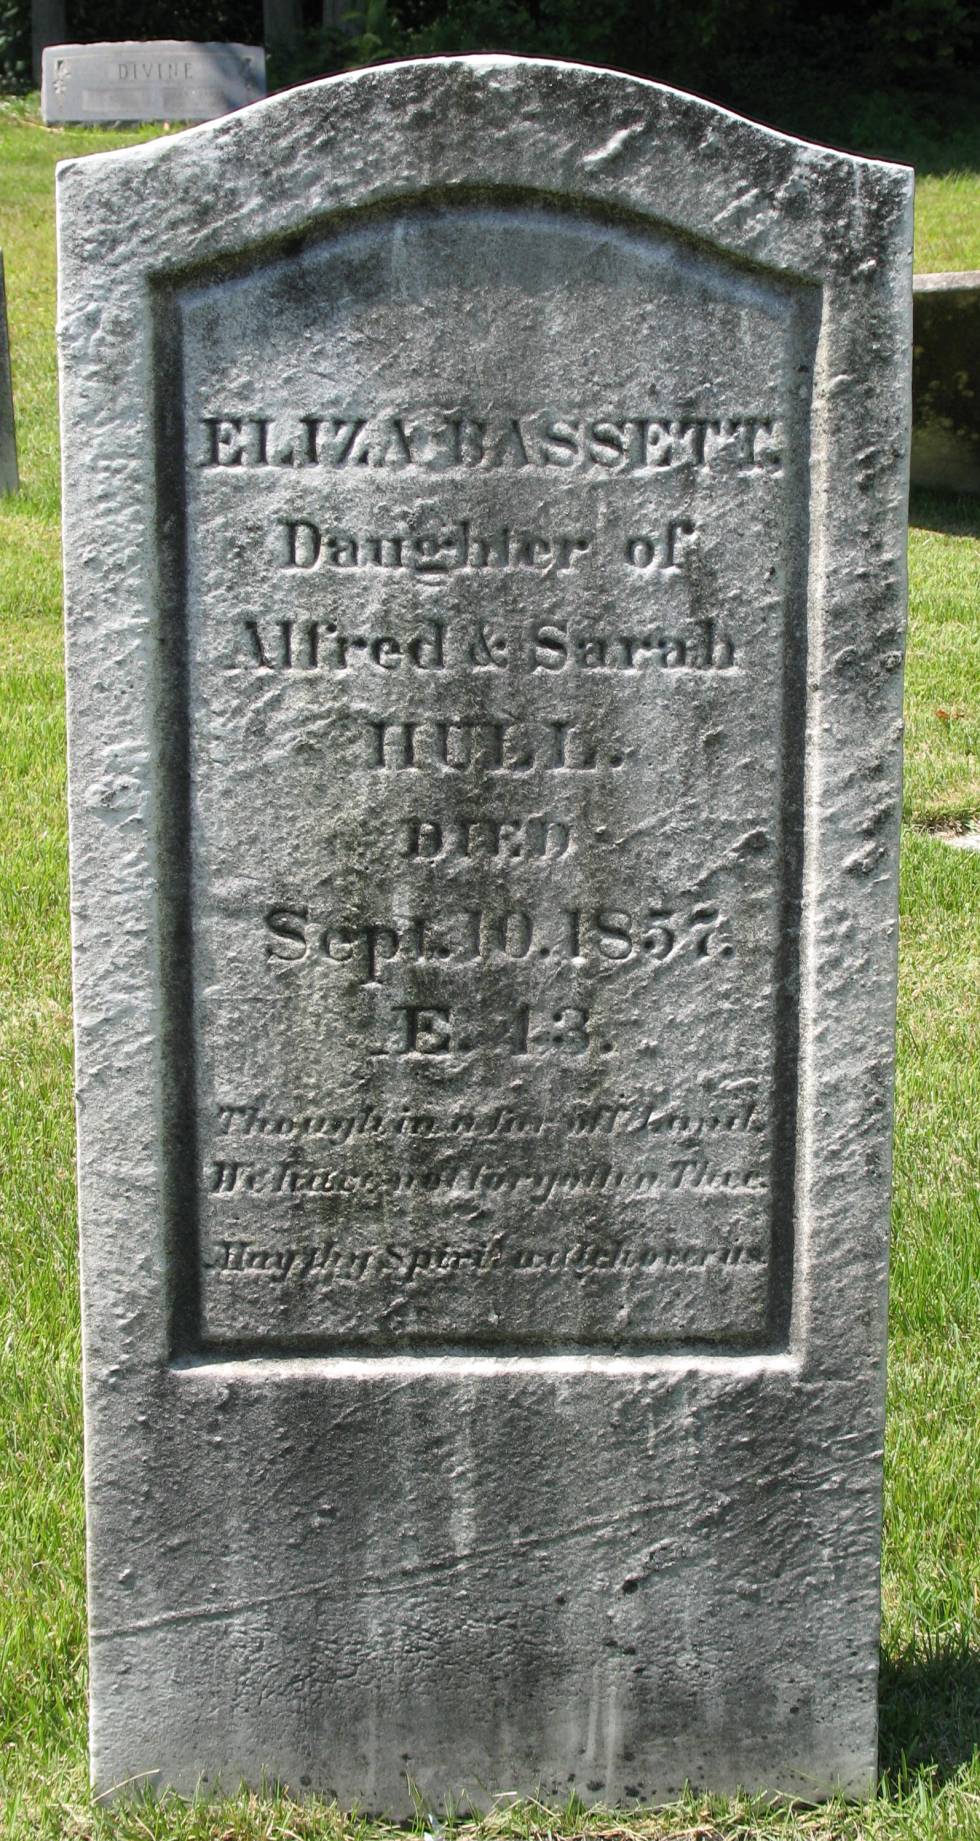 DIVINE
ELIZA BASSETT.
Daughter of
Alfred & Sarah
HULL.
DIED
Sept. 10. 1857.
Æ. 13.
Though in a far off Land.
We have not forgotten Thee.
May thy Spirit watch over us.